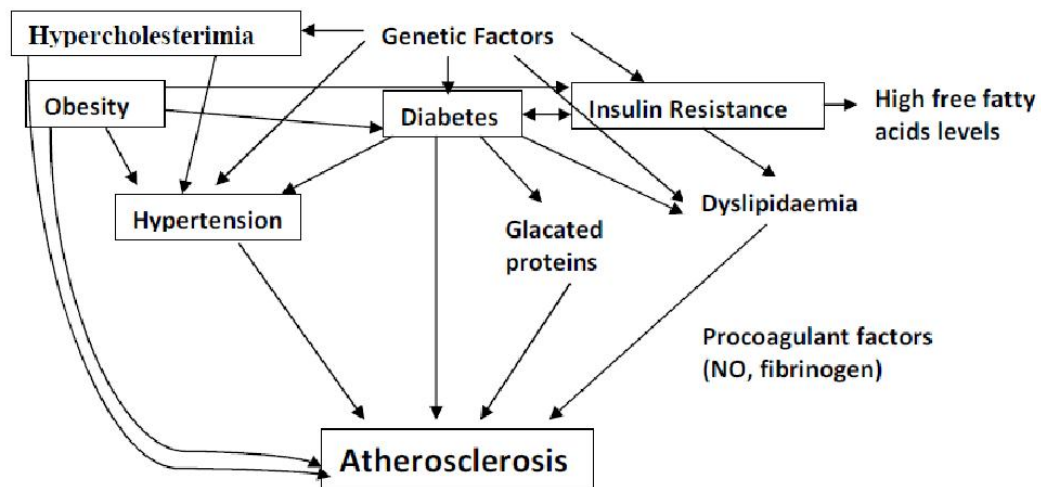 Hypercholesterimia
Genetic Factors
Obesity
Diabetes
Insulin Resistance
High free fatty
acids levels
Hypertension
Glacated
proteins
Dyslipidaemia
Procoagulant factors
(NO, fibrinogen)
Atherosclerosis